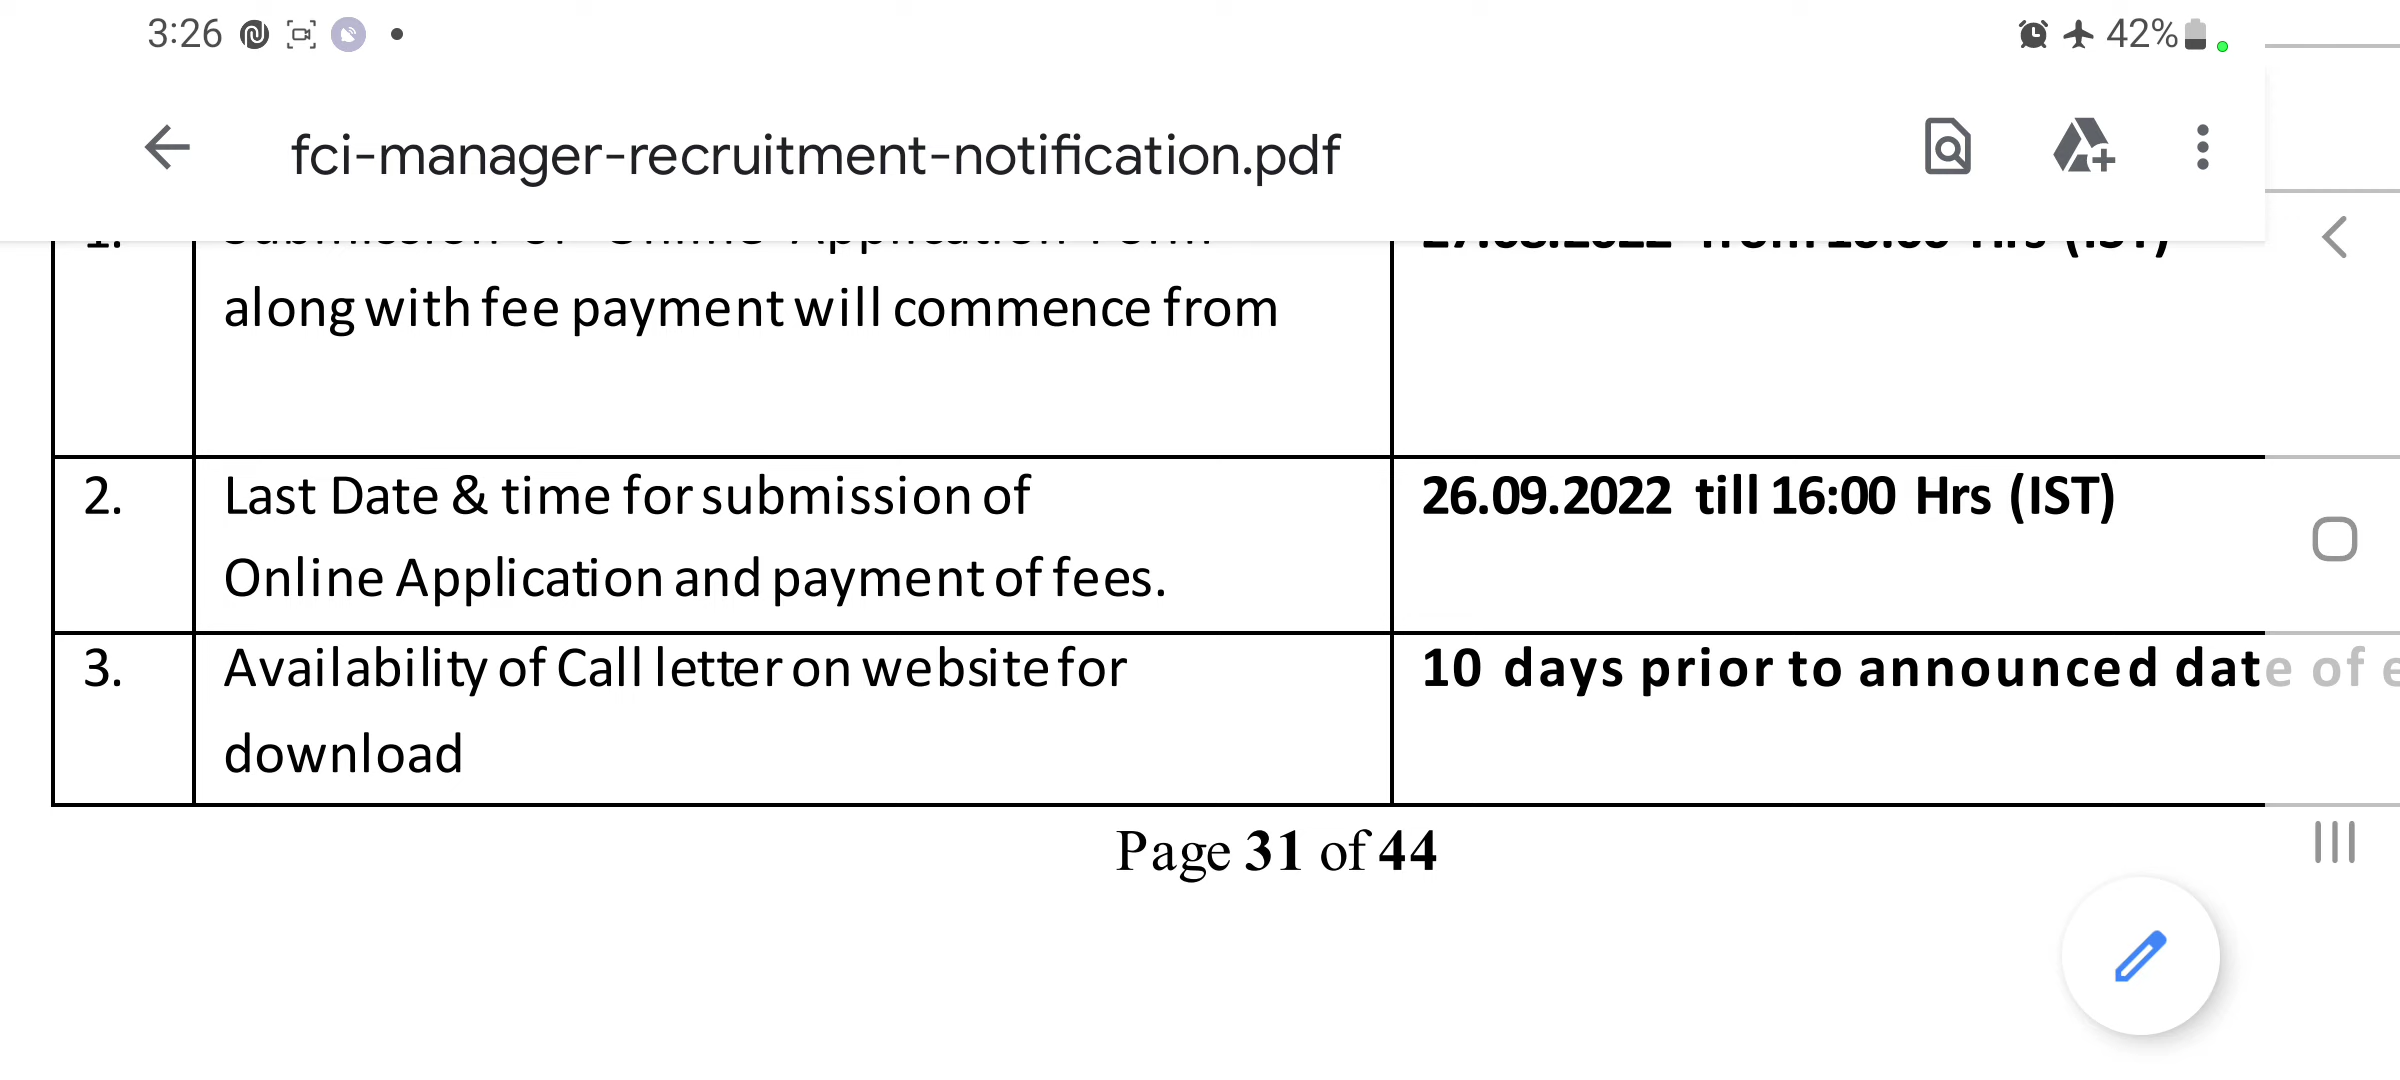 3:26
42%
fci-manager-recruitment-notification.pdf
along with fee payment will commence from
2. Last Date & time for submission of 26.09.2022 till 16:00 Hrs (IST)
Online Application and payment of fees.
3. Availability of Call letter on website for 10 days prior to announced date of
download
Page 31 of 44